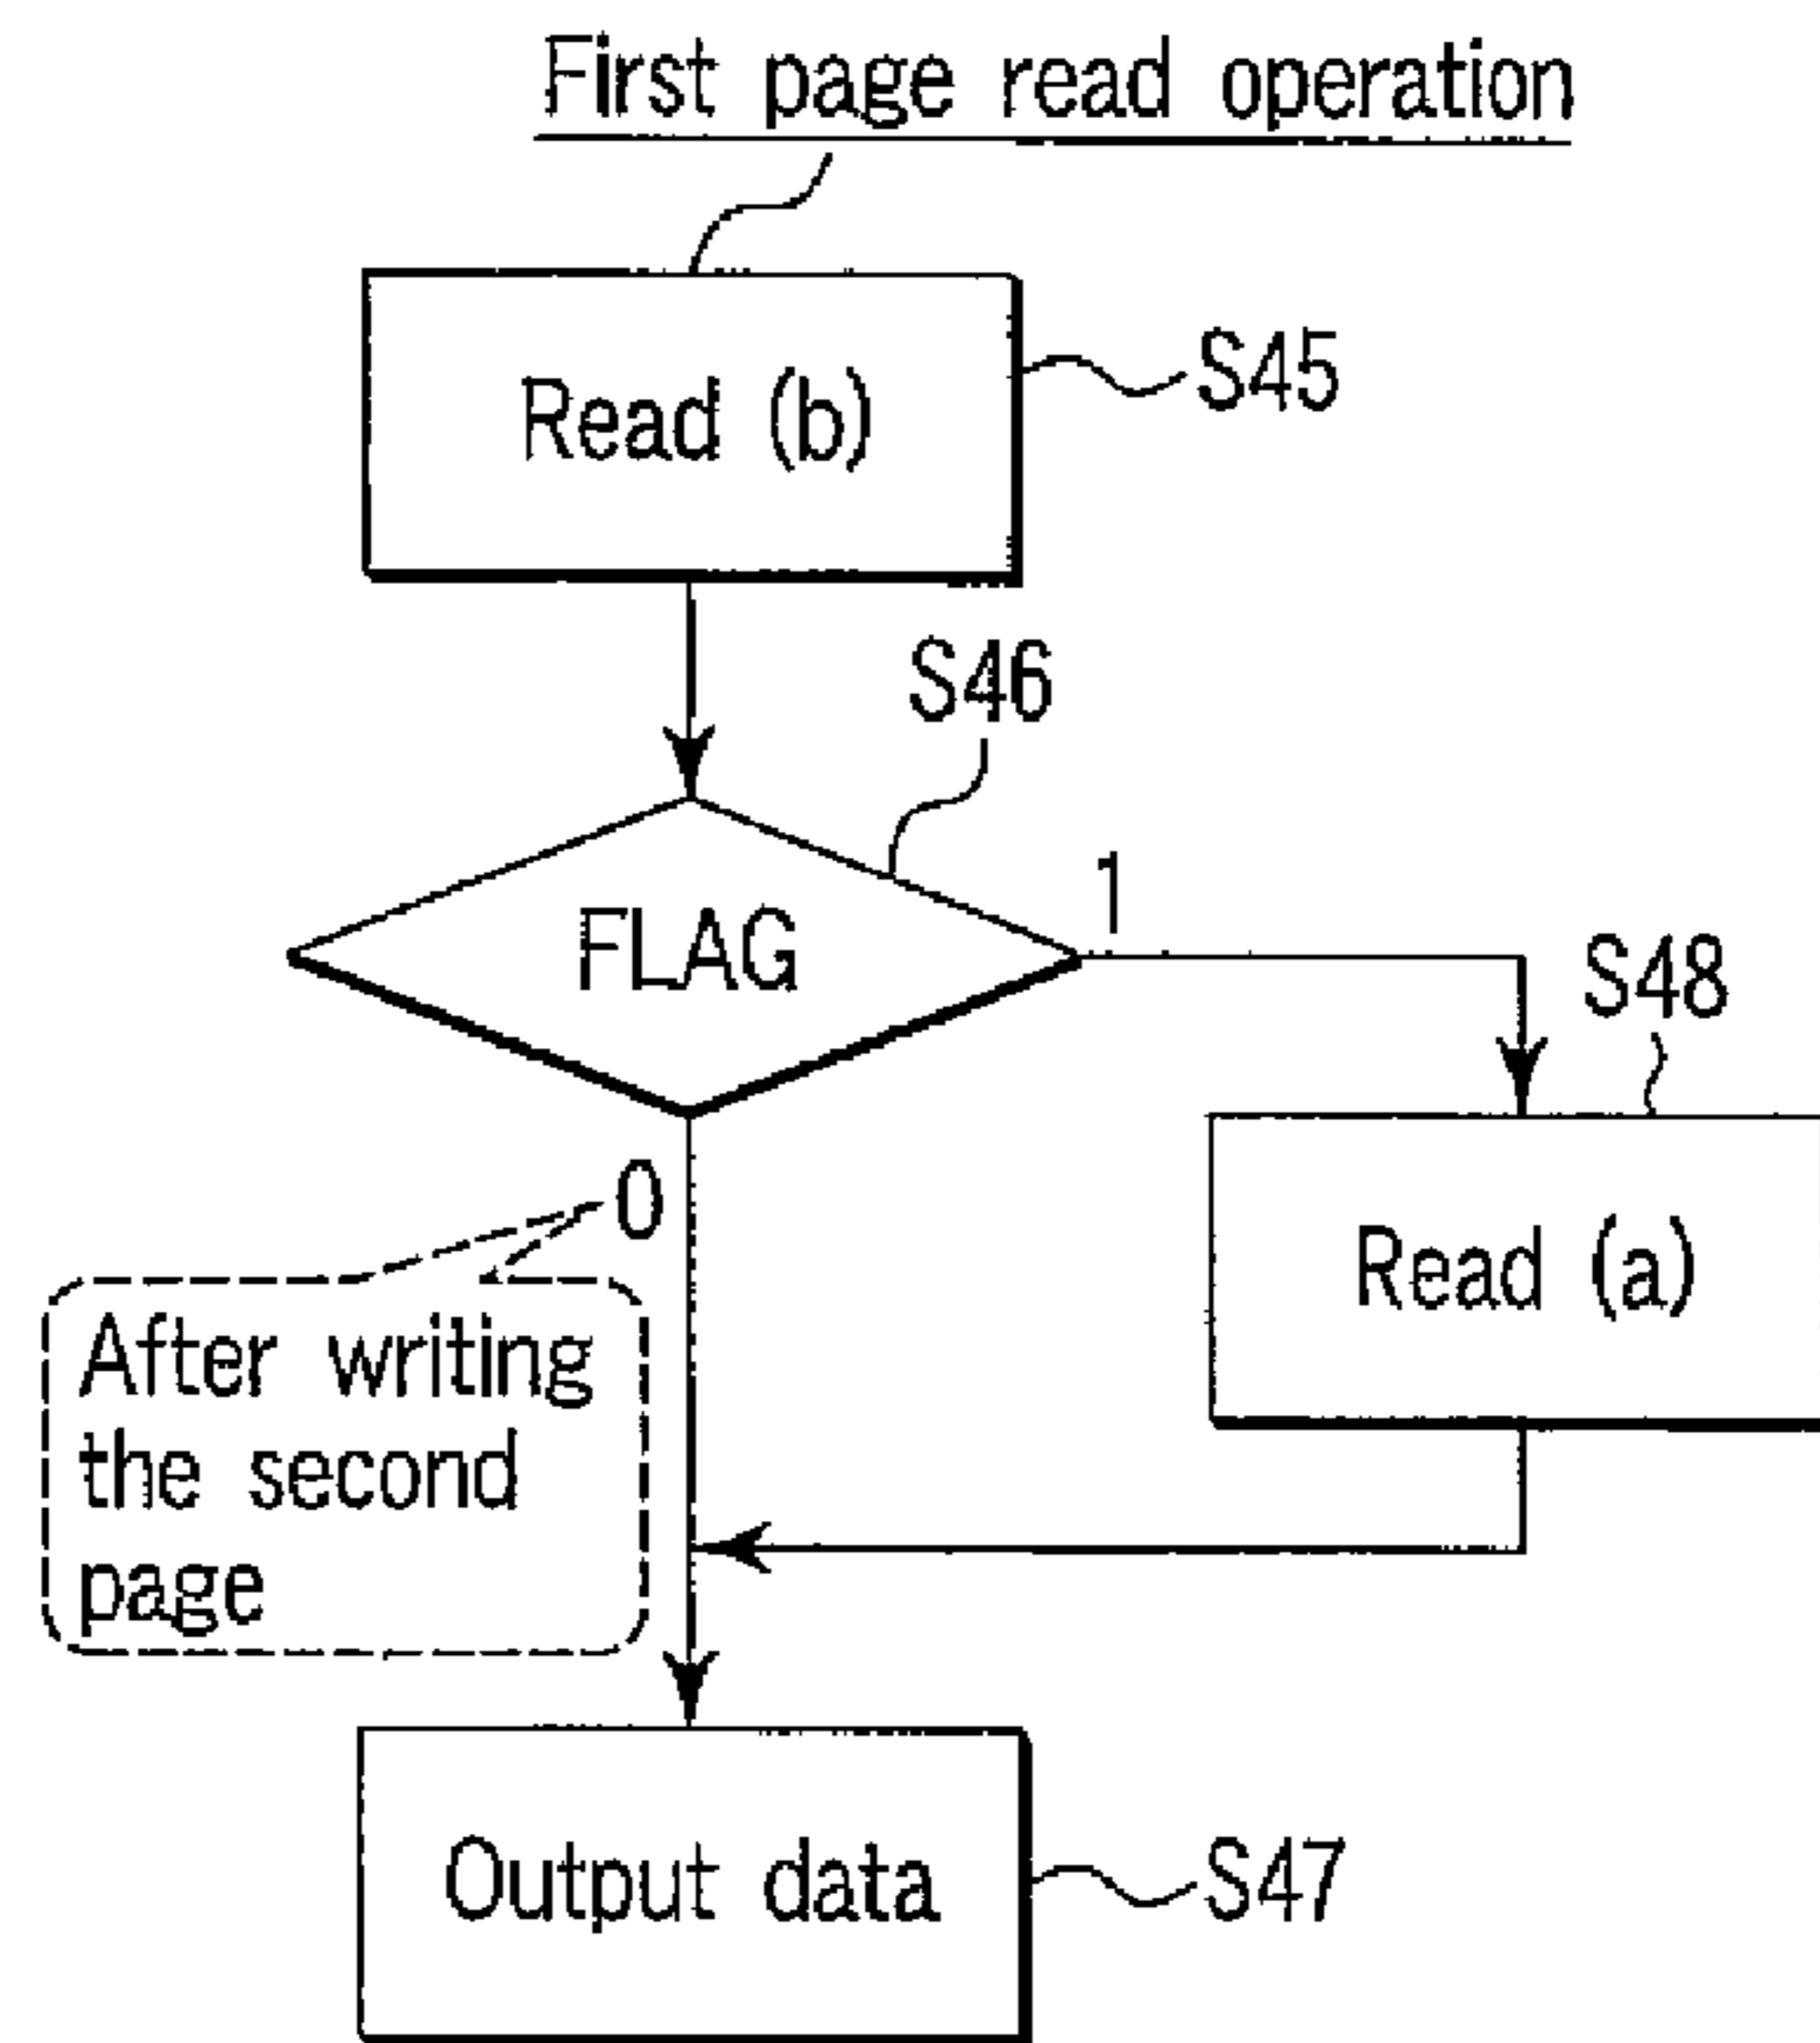 First page read operation
Read (b)
S45
S46
FLAG
1
S48
0
Read (a)
After writing
the second
page
Output data
S47